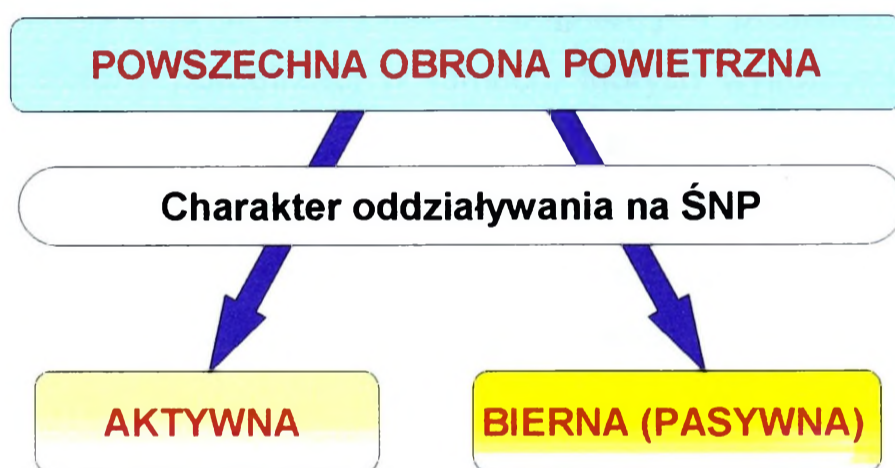 POWSZECHNA OBRONA POWIETRZNA
Charakter oddziaływania na ŚNP
AKTYWNA
BIERNA (PASYWNA)